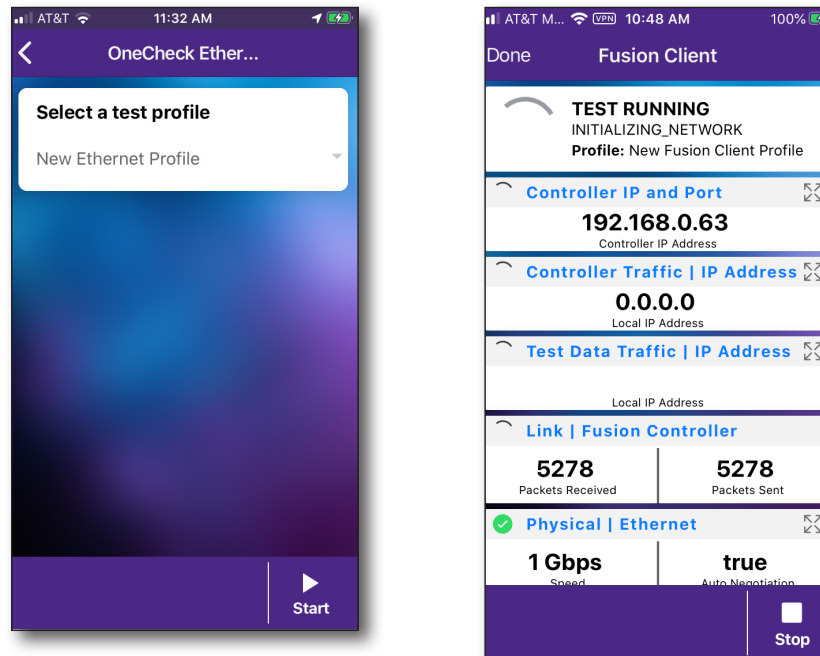 AT&T 11:32 AM
OneCheck Ether...
Select a test profile
New Ethernet Profile
Start
AT&T M... VPN 10:48 AM 100%
Done Fusion Client
TEST RUNNING
INITIALIZING_NETWORK
Profile: New Fusion Client Profile
Controller IP and Port
192.168.0.63
Controller IP Address
Controller Traffic | IP Address
0.0.0.0
Local IP Address
Test Data Traffic | IP Address
Local IP Address
Link | Fusion Controller
5278 5278
Packets Received Packets Sent
Physical | Ethernet
1 Gbps true
Speed Auto Negotiation
Stop